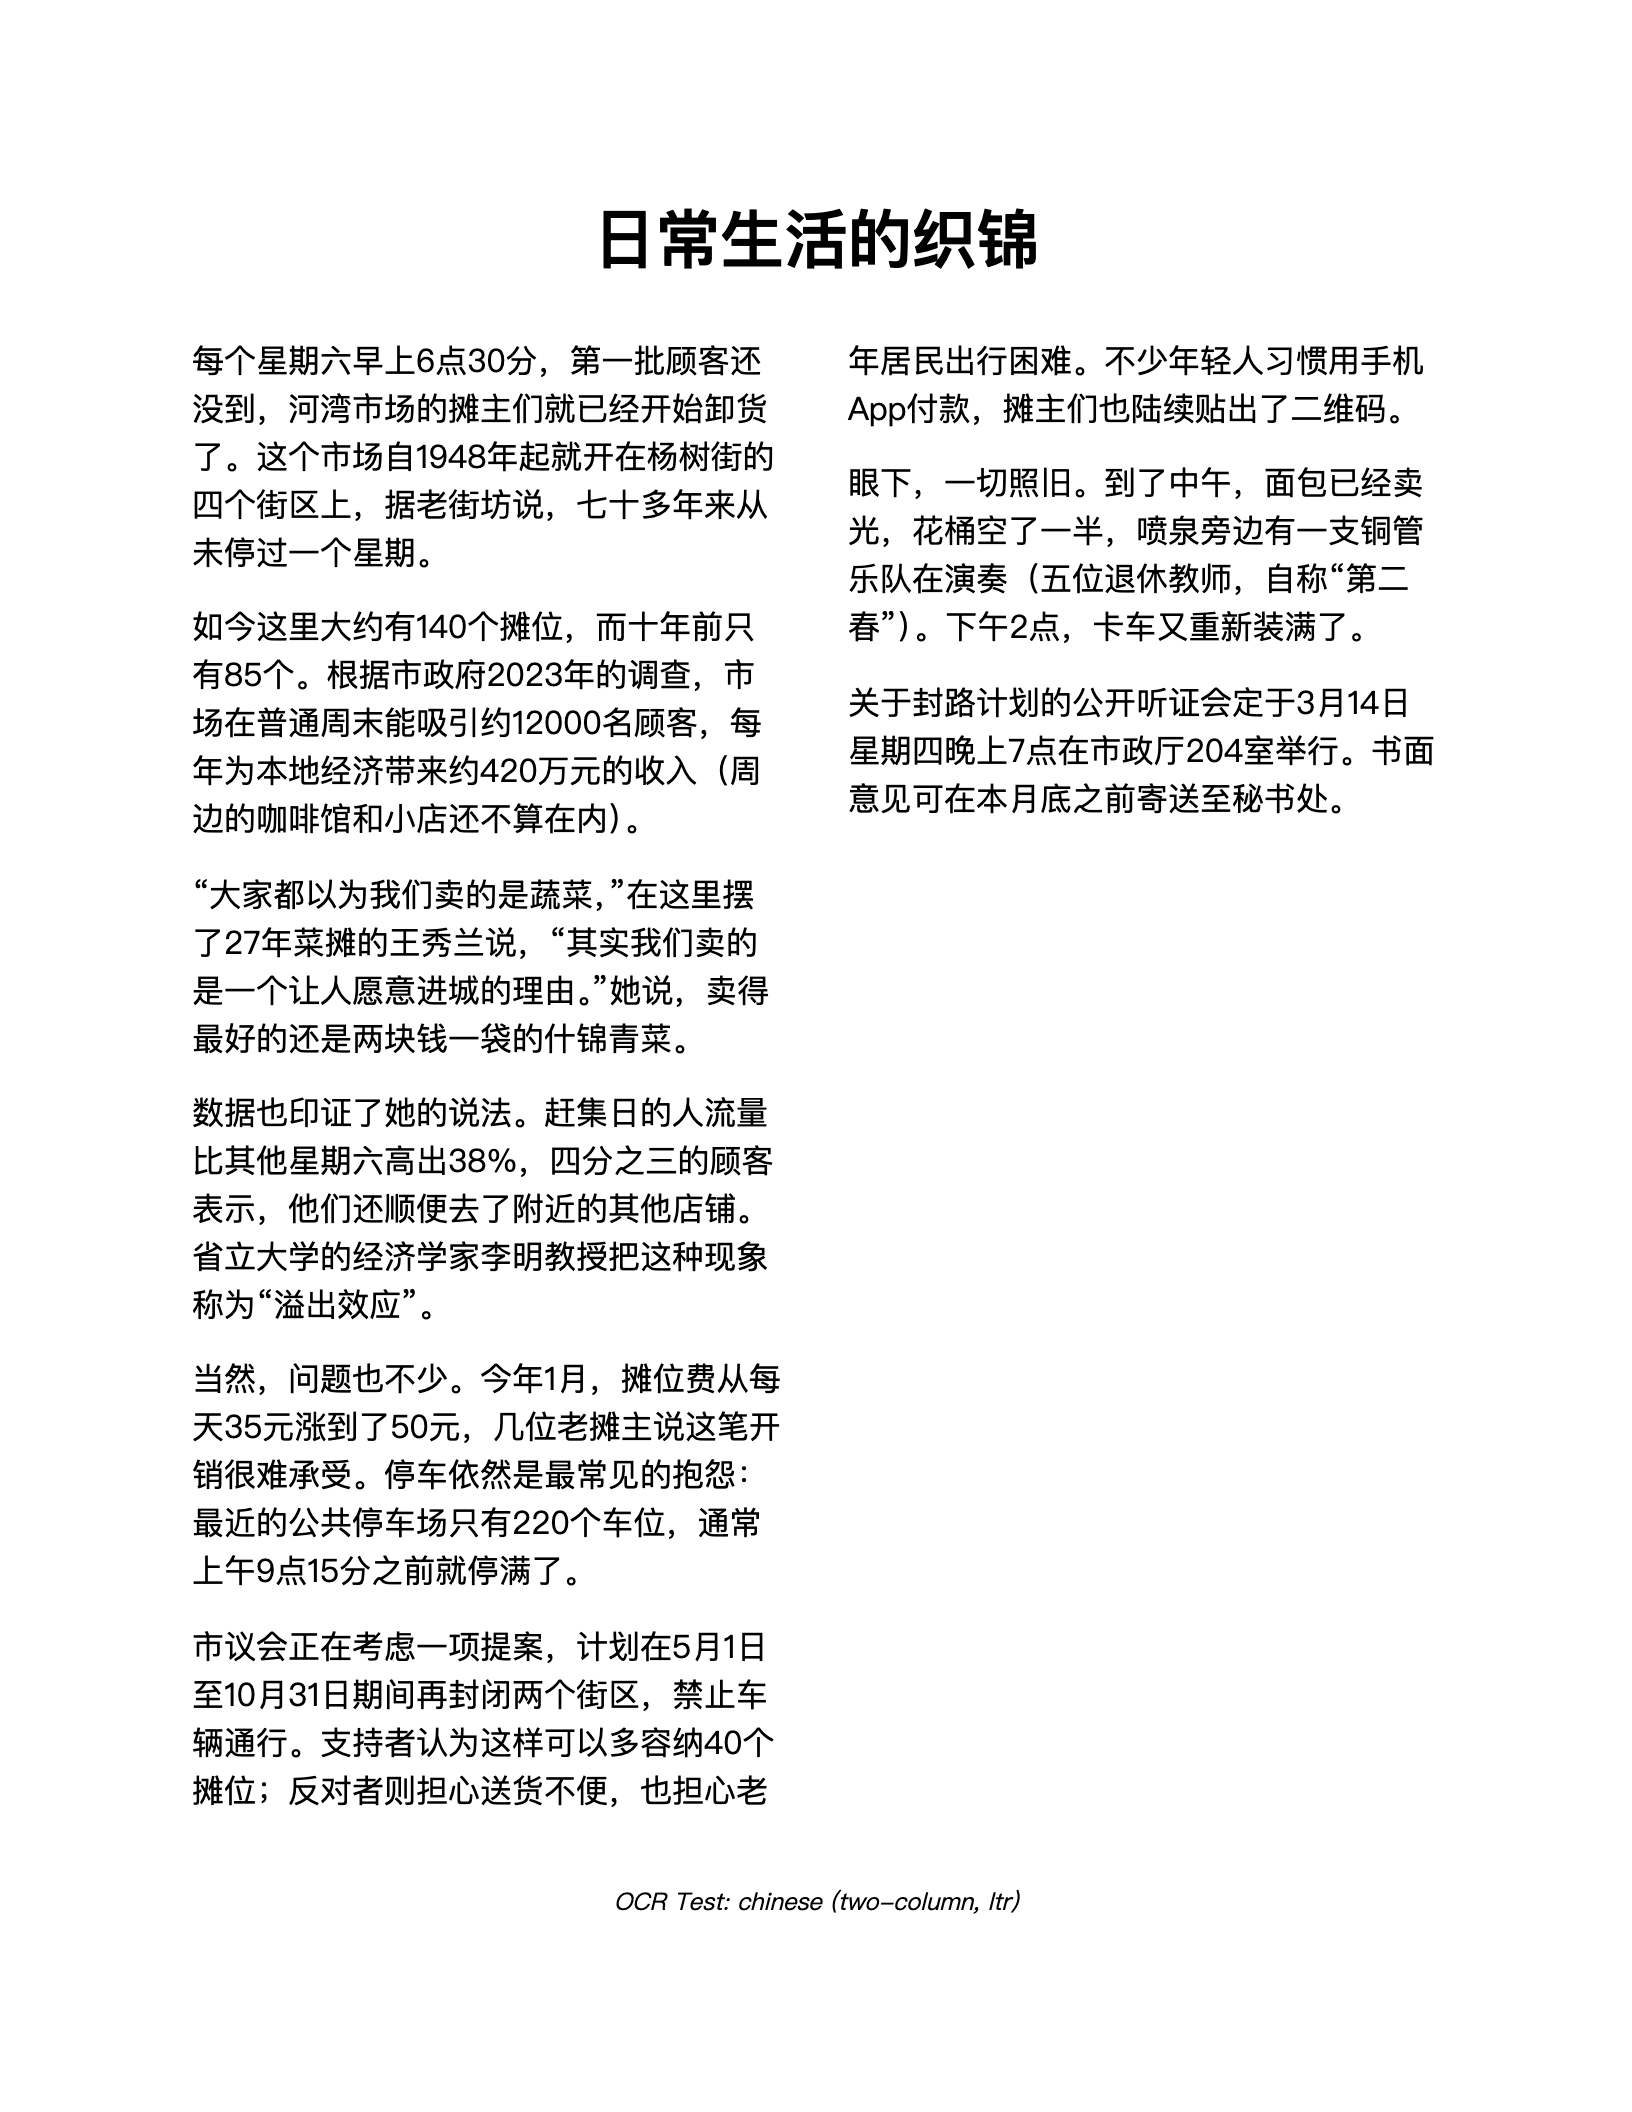 日常生活的织锦
每个星期六早上6点30分，第一批顾客还
没到，河湾市场的摊主们就已经开始卸货
了。这个市场自1948年起就开在杨树街的
四个街区上，据老街坊说，七十多年来从
未停过一个星期。
如今这里大约有140个摊位，而十年前只
有85个。根据市政府2023年的调查，市
场在普通周末能吸引约12000名顾客，每
年为本地经济带来约420万元的收入（周
边的咖啡馆和小店还不算在内）。
“大家都以为我们卖的是蔬菜，”在这里摆
了27年菜摊的王秀兰说，“其实我们卖的
是一个让人愿意进城的理由。”她说，卖得
最好的还是两块钱一袋的什锦青菜。
数据也印证了她的说法。赶集日的人流量
比其他星期六高出38%，四分之三的顾客
表示，他们还顺便去了附近的其他店铺。
省立大学的经济学家李明教授把这种现象
称为“溢出效应”。
当然，问题也不少。今年1月，摊位费从每
天35元涨到了50元，几位老摊主说这笔开
销很难承受。停车依然是最常见的抱怨：
最近的公共停车场只有220个车位，通常
上午9点15分之前就停满了。
市议会正在考虑一项提案，计划在5月1日
至10月31日期间再封闭两个街区，禁止车
辆通行。支持者认为这样可以多容纳40个
摊位；反对者则担心送货不便，也担心老
年居民出行困难。不少年轻人习惯用手机
App付款，摊主们也陆续贴出了二维码。
眼下，一切照旧。到了中午，面包已经卖
光，花桶空了一半，喷泉旁边有一支铜管
乐队在演奏（五位退休教师，自称“第二
春”）。下午2点，卡车又重新装满了。
关于封路计划的公开听证会定于3月14日
星期四晚上7点在市政厅204室举行。书面
意见可在本月底之前寄送至秘书处。
OCR Test: chinese (two-column, ltr)